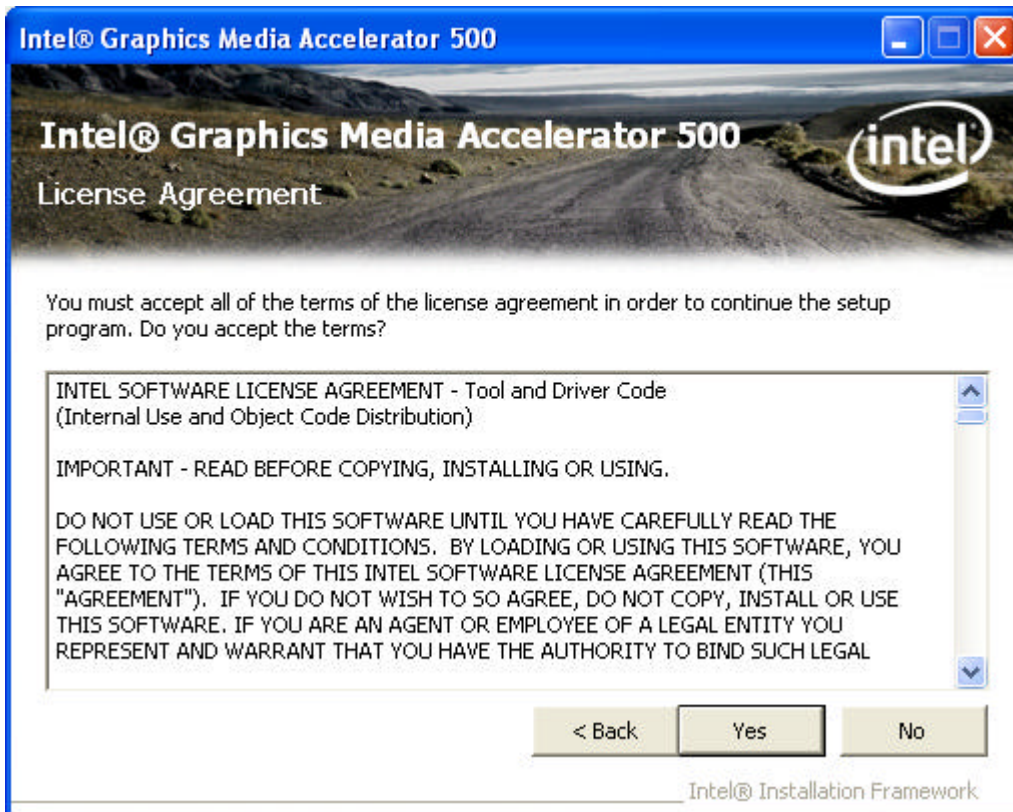 Intel® Graphics Media Accelerator 500
Intel® Graphics Media Accelerator 500
intel
License Agreement
You must accept all of the terms of the license agreement in order to continue the setup
program. Do you accept the terms?
INTEL SOFTWARE LICENSE AGREEMENT - Tool and Driver Code
(Internal Use and Object Code Distribution)
IMPORTANT - READ BEFORE COPYING, INSTALLING OR USING.
DO NOT USE OR LOAD THIS SOFTWARE UNTIL YOU HAVE CAREFULLY READ THE
FOLLOWING TERMS AND CONDITIONS.  BY LOADING OR USING THIS SOFTWARE, YOU
AGREE TO THE TERMS OF THIS INTEL SOFTWARE LICENSE AGREEMENT (THIS
"AGREEMENT").  IF YOU DO NOT WISH TO SO AGREE, DO NOT COPY, INSTALL OR USE
THIS SOFTWARE. IF YOU ARE AN AGENT OR EMPLOYEE OF A LEGAL ENTITY YOU
REPRESENT AND WARRANT THAT YOU HAVE THE AUTHORITY TO BIND SUCH LEGAL
< Back
Yes
No
Intel® Installation Framework